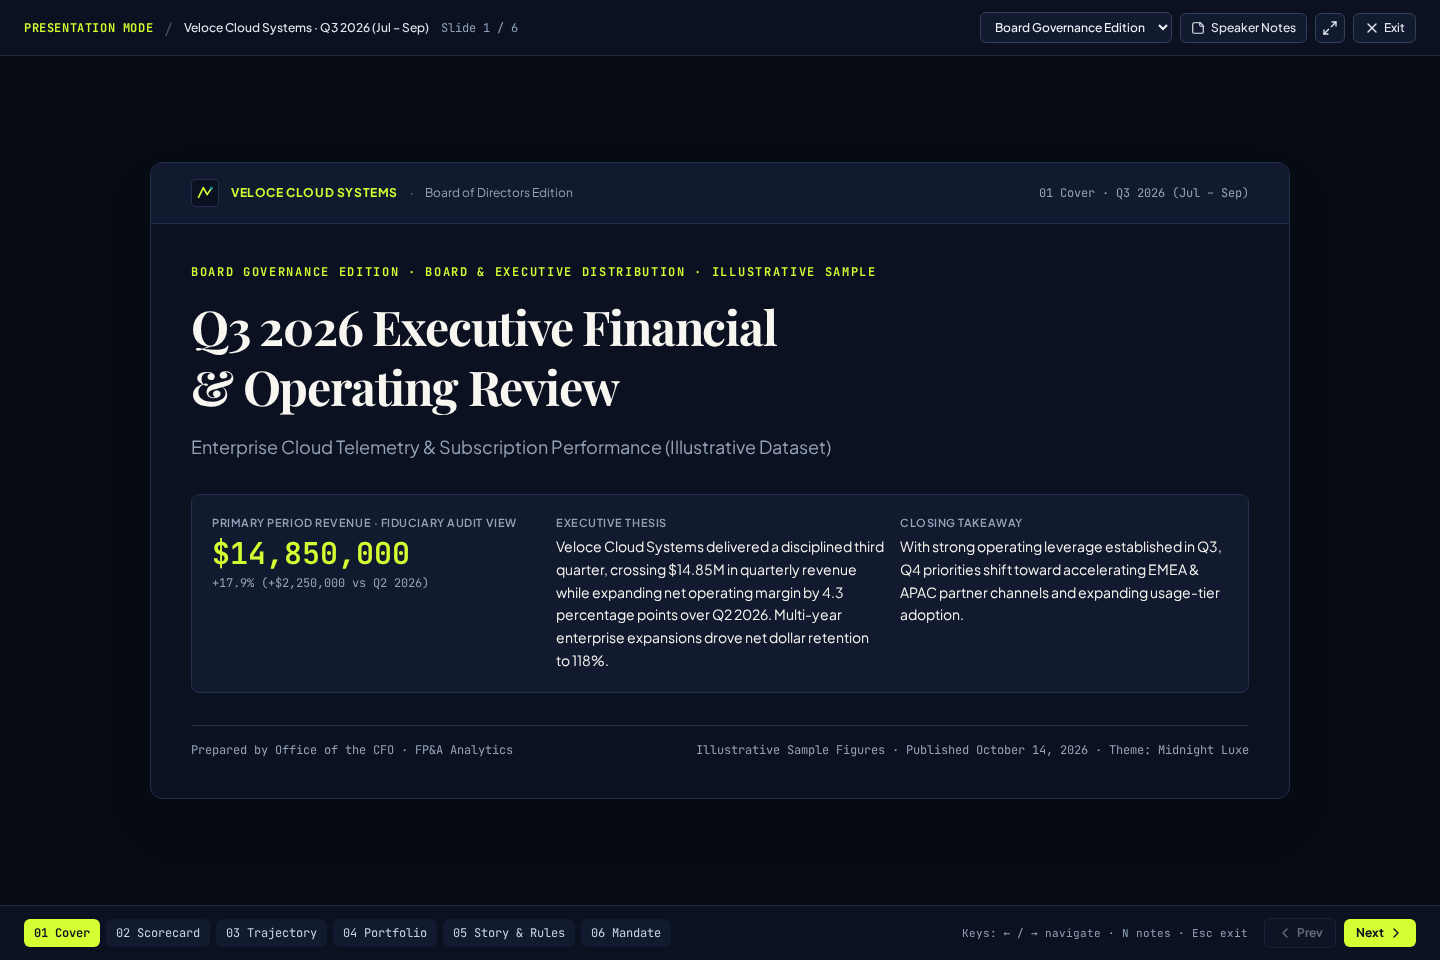 PRESENTATION MODE / Veloce Cloud Systems · Q3 2026 (Jul – Sep) Slide 1 / 6
Board Governance Edition
Speaker Notes
Exit
VELOCE CLOUD SYSTEMS · Board of Directors Edition
01 Cover · Q3 2026 (Jul – Sep)
BOARD GOVERNANCE EDITION · BOARD & EXECUTIVE DISTRIBUTION · ILLUSTRATIVE SAMPLE
Q3 2026 Executive Financial
& Operating Review
Enterprise Cloud Telemetry & Subscription Performance (Illustrative Dataset)
PRIMARY PERIOD REVENUE · FIDUCIARY AUDIT VIEW
$14,850,000
+17.9% (+$2,250,000 vs Q2 2026)
EXECUTIVE THESIS
Veloce Cloud Systems delivered a disciplined third
quarter, crossing $14.85M in quarterly revenue
while expanding net operating margin by 4.3
percentage points over Q2 2026. Multi-year
enterprise expansions drove net dollar retention
to 118%.
CLOSING TAKEAWAY
With strong operating leverage established in Q3,
Q4 priorities shift toward accelerating EMEA &
APAC partner channels and expanding usage-tier
adoption.
Prepared by Office of the CFO · FP&A Analytics
Illustrative Sample Figures · Published October 14, 2026 · Theme: Midnight Luxe
01 Cover
02 Scorecard
03 Trajectory
04 Portfolio
05 Story & Rules
06 Mandate
Keys: ← / → navigate · N notes · Esc exit
Prev
Next